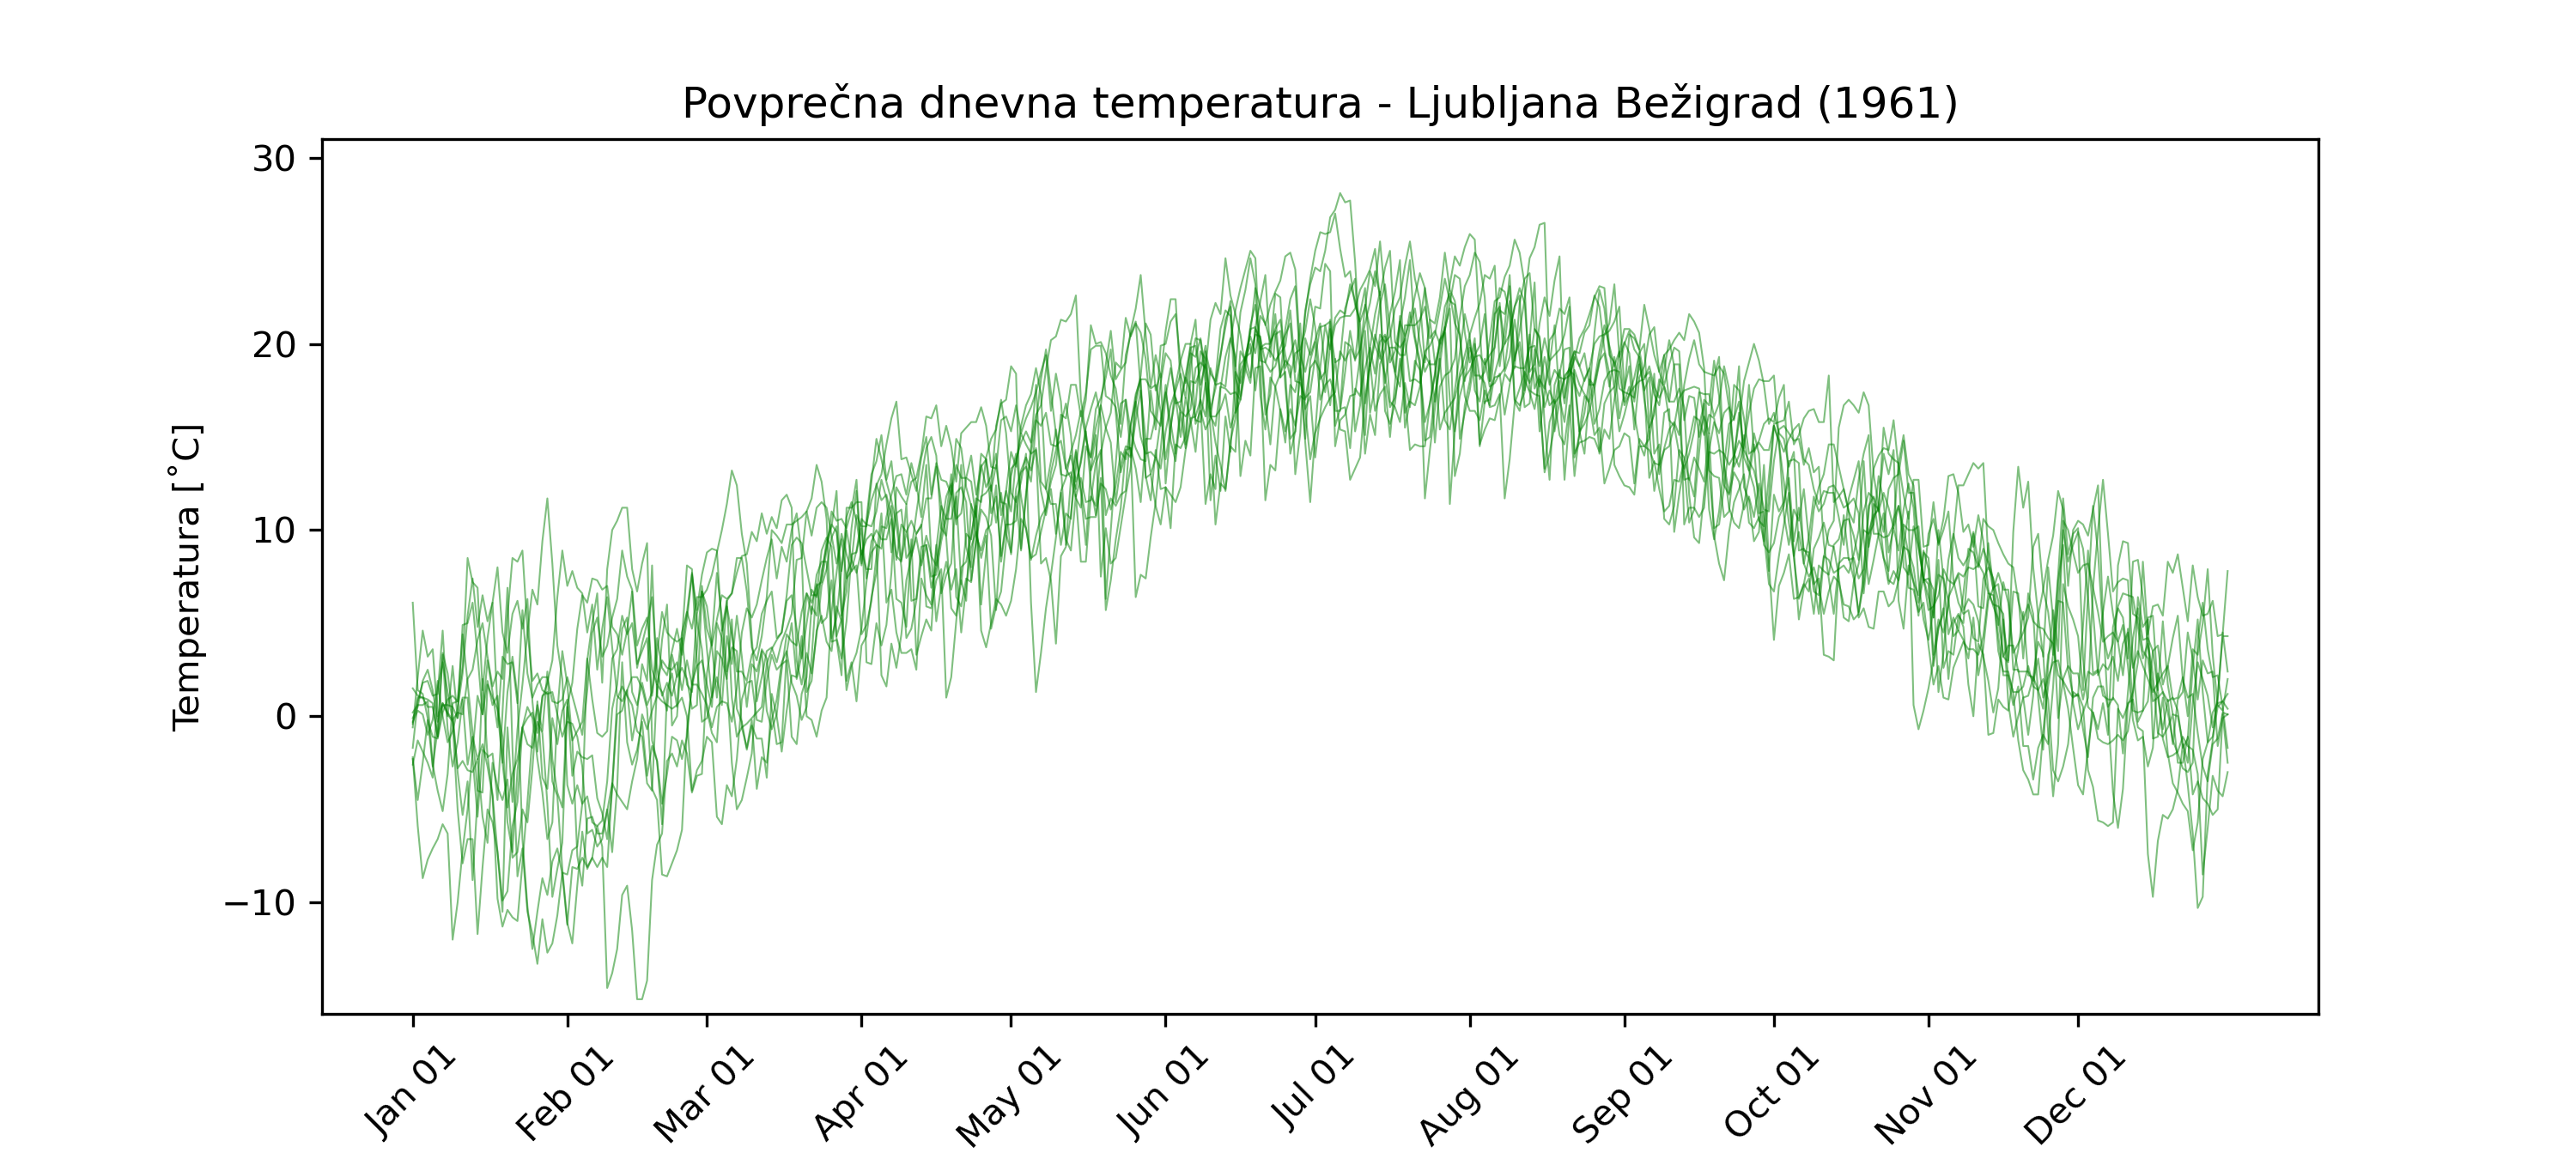 Povprečna dnevna temperatura - Ljubljana Bežigrad (1961)
Temperatura [˚C]
30
20
10
0
−10
Jan 01
Feb 01
Mar 01
Apr 01
May 01
Jun 01
Jul 01
Aug 01
Sep 01
Oct 01
Nov 01
Dec 01